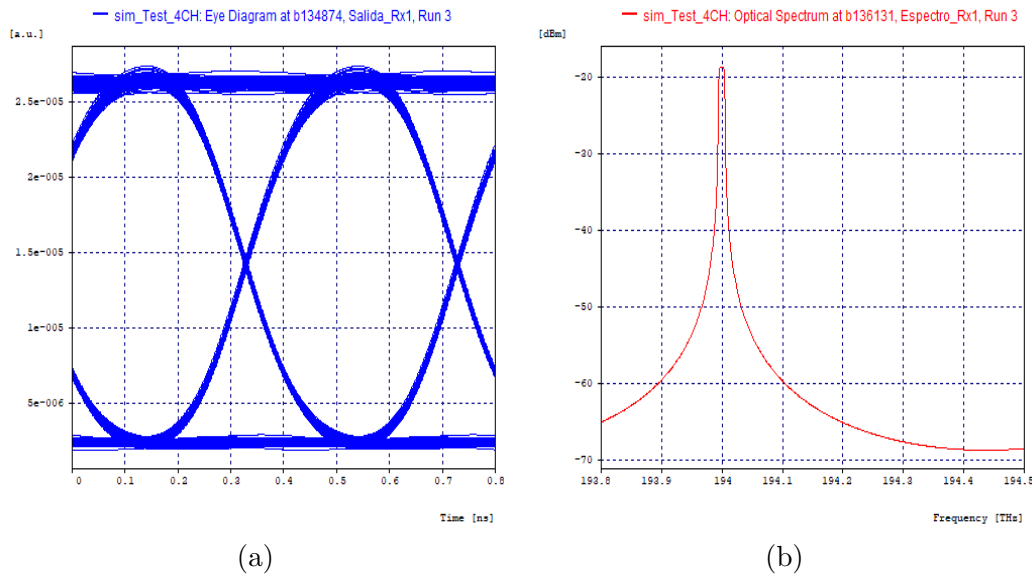 sim_Test_4CH: Eye Diagram at b134874, Salida_Rx1, Run 3
[a.u.]
2.5e-005
2e-005
1.5e-005
1e-005
5e-006
0 0.1 0.2 0.3 0.4 0.5 0.6 0.7 0.8
Time [ns]
(a)
sim_Test_4CH: Optical Spectrum at b136131, Espectro_Rx1, Run 3
[dBm]
-20
-30
-40
-50
-60
-70
193.8 193.9 194 194.1 194.2 194.3 194.4 194.5
Frequency [THz]
(b)